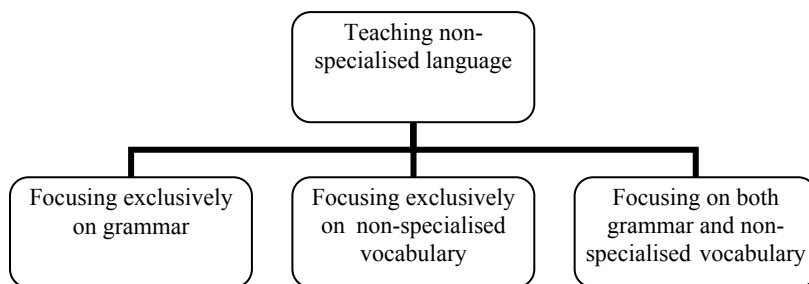 Teaching non-
specialised language
Focusing exclusively
on grammar
Focusing exclusively
on non-specialised
vocabulary
Focusing on both
grammar and non-
specialised vocabulary